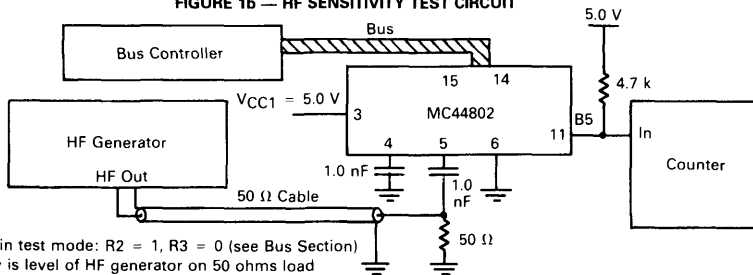 FIGURE 1b — HF SENSITIVITY TEST CIRCUIT
5.0 V
Bus
Bus Controller
15 14
4.7 k
VCC1 = 5.0 V
3
MC44802
B5
11
In
HF Generator
4 5 6
Counter
1.0 nF
1.0 nF
HF Out
50 Ω Cable
in test mode: R2 = 1, R3 = 0 (see Bus Section)
50 Ω
is level of HF generator on 50 ohms load